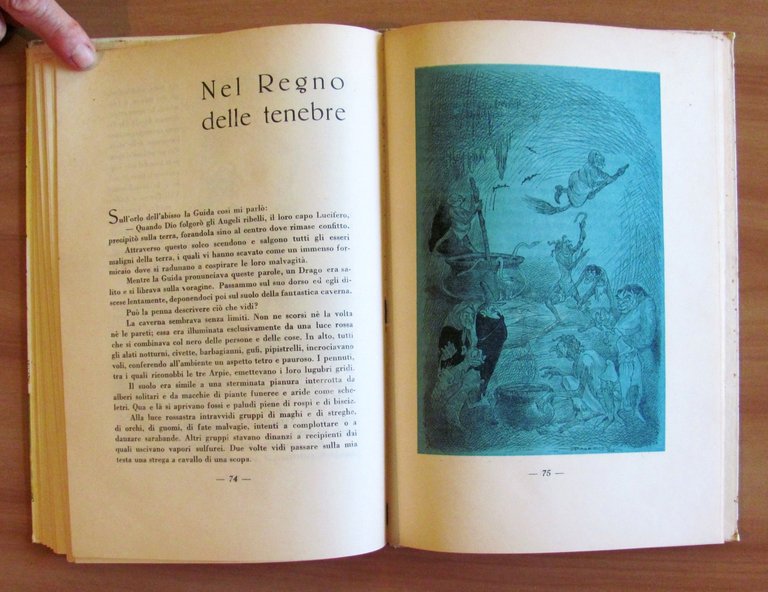 Nel Regno
delle tenebre
Sull'orlo dell'abisso la Guida così mi parlò:
— Quando Dio folgorò gli Angeli ribelli, il loro capo Lucifero,
precipitò sulla terra, forandola sino al centro dove rimase confitto.
Attraverso questo solco scendono e salgono tutti gli esseri
maligni della terra, i quali vi hanno scavato come un immenso for-
micaio dove si radunano a cospirare le loro malvagità.
Mentre la Guida pronunciava queste parole, un Drago era sa-
lito e si librava sulla voragine. Passammo sul suo dorso ed egli di-
scese lentamente, deponendoci poi sul suolo della fantastica caverna.
Può la penna descrivere ciò che vidi?
La caverna sembrava senza limiti. Non ne scorsi nè la volta
nè le pareti; essa era illuminata esclusivamente da una luce rossa
che si combinava col nero delle persone e delle cose. In alto, tutti
gli alati notturni, civette, barbagianni, gufi, pipistrelli, incrociavano
voli, conferendo all'ambiente un aspetto tetro e pauroso. I pennuti,
tra i quali riconobbi le tre Arpie, emettevano i loro lugubri gridi.
Il suolo era simile a una sterminata pianura interrotta da
alberi solitari e da macchie di piante funeree e aride come sche-
letri. Qua e là si aprivano fossi e paludi piene di rospi e di biscie.
Alla luce rossastra intravvidi gruppi di maghi e di streghe,
di orchi, di gnomi, di fate malvagie, intenti a complottare o a
danzare sarabande. Altri gruppi stavano dinanzi a recipienti dai
quali uscivano vapori sulfurei. Due volte vidi passare sulla mia
testa una strega a cavallo di una scopa.
— 74 —
— 75 —